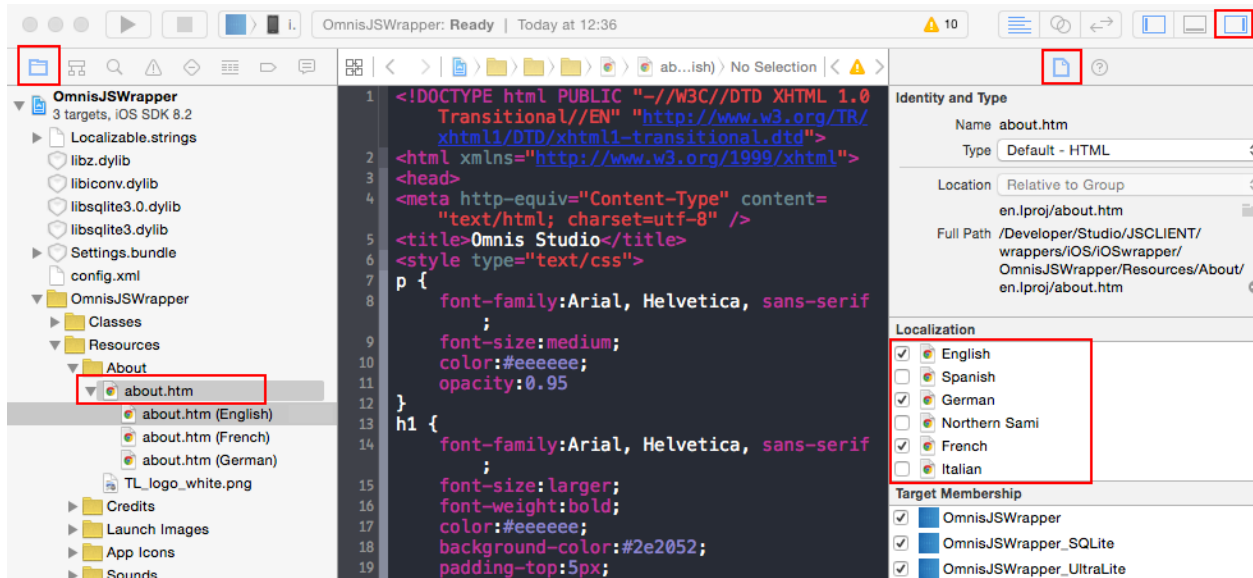 i.
OmnisJSWrapper: Ready | Today at 12:36
10
ab...ish)
No Selection
OmnisJSWrapper
3 targets, iOS SDK 8.2
Localizable.strings
libz.dylib
libiconv.dylib
libsqlite3.0.dylib
libsqlite3.dylib
Settings.bundle
config.xml
OmnisJSWrapper
Classes
Resources
About
about.htm
about.htm (English)
about.htm (French)
about.htm (German)
TL_logo_white.png
Credits
Launch Images
App Icons
Sounds
1 <!DOCTYPE html PUBLIC "-//W3C//DTD XHTML 1.0
Transitional//EN" "http://www.w3.org/TR/
xhtml1/DTD/xhtml1-transitional.dtd">
2 <html xmlns="http://www.w3.org/1999/xhtml">
3 <head>
4 <meta http-equiv="Content-Type" content=
"text/html; charset=utf-8" />
5 <title>Omnis Studio</title>
6 <style type="text/css">
7 p {
8 font-family:Arial, Helvetica, sans-serif
;
9 font-size:medium;
10 color:#eeeeee;
11 opacity:0.95
12 }
13 h1 {
14 font-family:Arial, Helvetica, sans-serif
;
15 font-size:larger;
16 font-weight:bold;
17 color:#eeeeee;
18 background-color:#2e2052;
19 padding-top:5px;
Identity and Type
Name about.htm
Type Default - HTML
Location Relative to Group
en.lproj/about.htm
Full Path /Developer/Studio/JSCLIENT/
wrappers/iOS/iOSwrapper/
OmnisJSWrapper/Resources/About/
en.lproj/about.htm
Localization
English
Spanish
German
Northern Sami
French
Italian
Target Membership
OmnisJSWrapper
OmnisJSWrapper_SQLite
OmnisJSWrapper_UltraLite